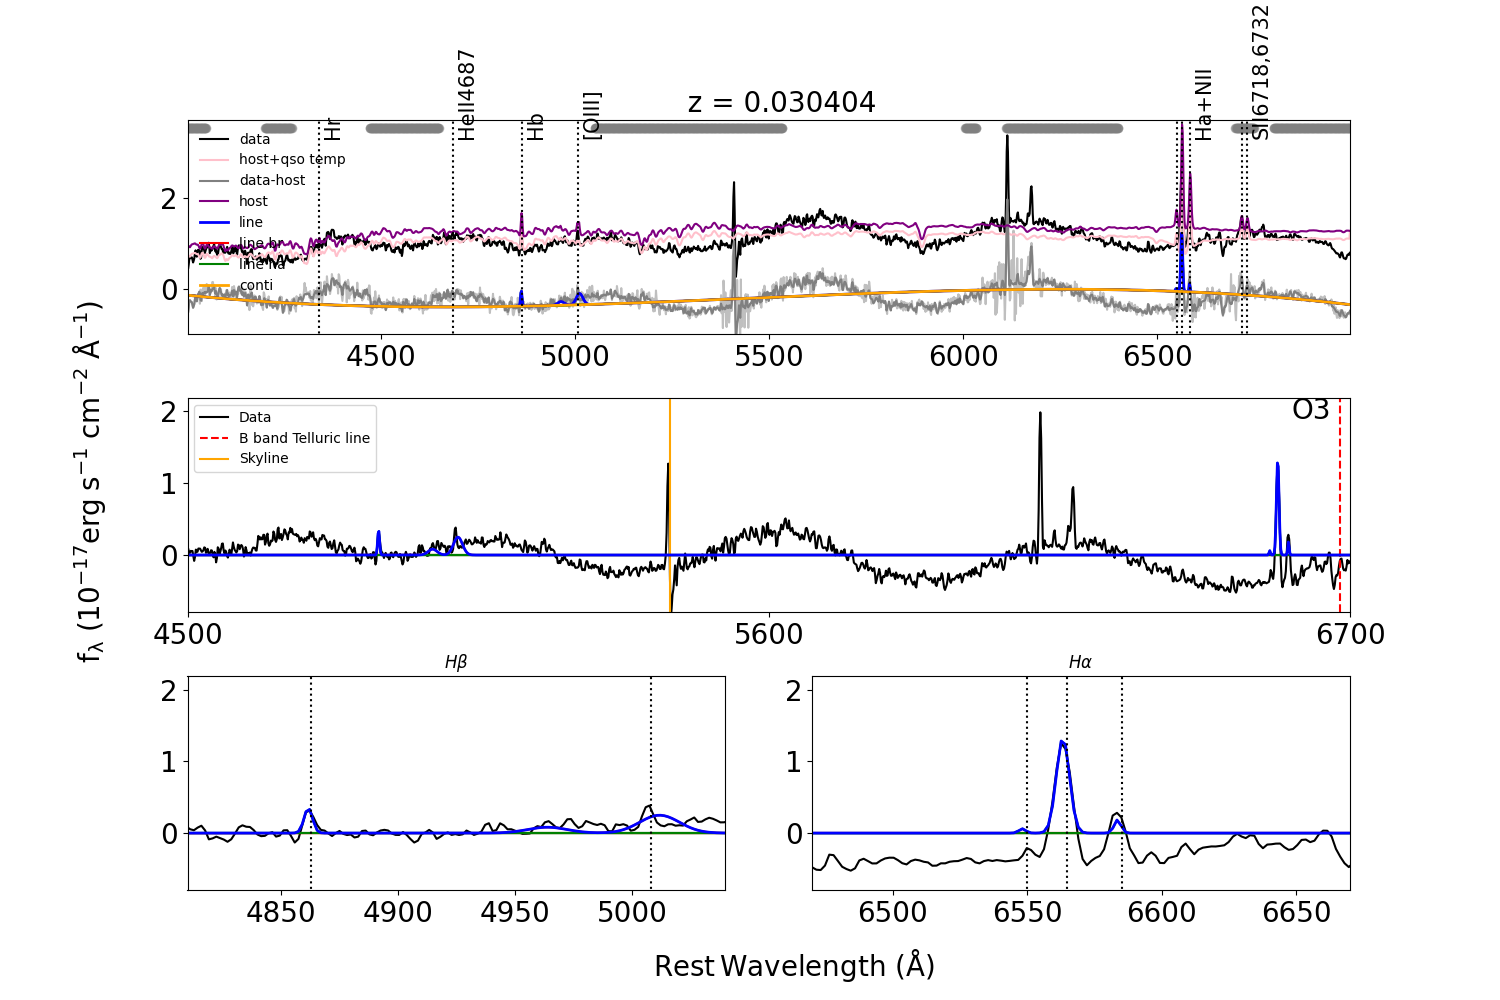 z = 0.030404
Hr
HeII4687
Hb
[OIII]
Ha+NII
SII6718,6732
data
host+qso temp
data-host
host
line
line br
line na
conti
2
0
4500 5000 5500 6000 6500
fλ (10⁻¹⁷erg s⁻¹ cm⁻² Å⁻¹)
O3
Data
B band Telluric line
Skyline
2
1
0
4500 5600 6700
Hβ Hα
2 2
1 1
0 0
4850 4900 4950 5000 6500 6550 6600 6650
Rest Wavelength (Å)